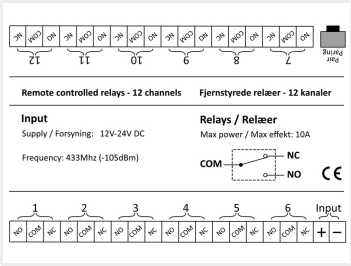 NC COM NO NC COM NO NC COM NO NC COM NO NC COM NO NC COM NO
12 11 10 9 8 7
Pair
Paring
Remote controlled relays - 12 channels Fjernstyrede relæer - 12 kanaler
Input
Supply / Forsyning: 12V-24V DC
Frequency: 433Mhz (-105dBm)
Relays / Relæer
Max power / Max effekt: 10A
COM
NC
NO
CE
1 2 3 4 5 6 Input
NO COM NC NO COM NC NO COM NC NO COM NC NO COM NC NO COM NC + −